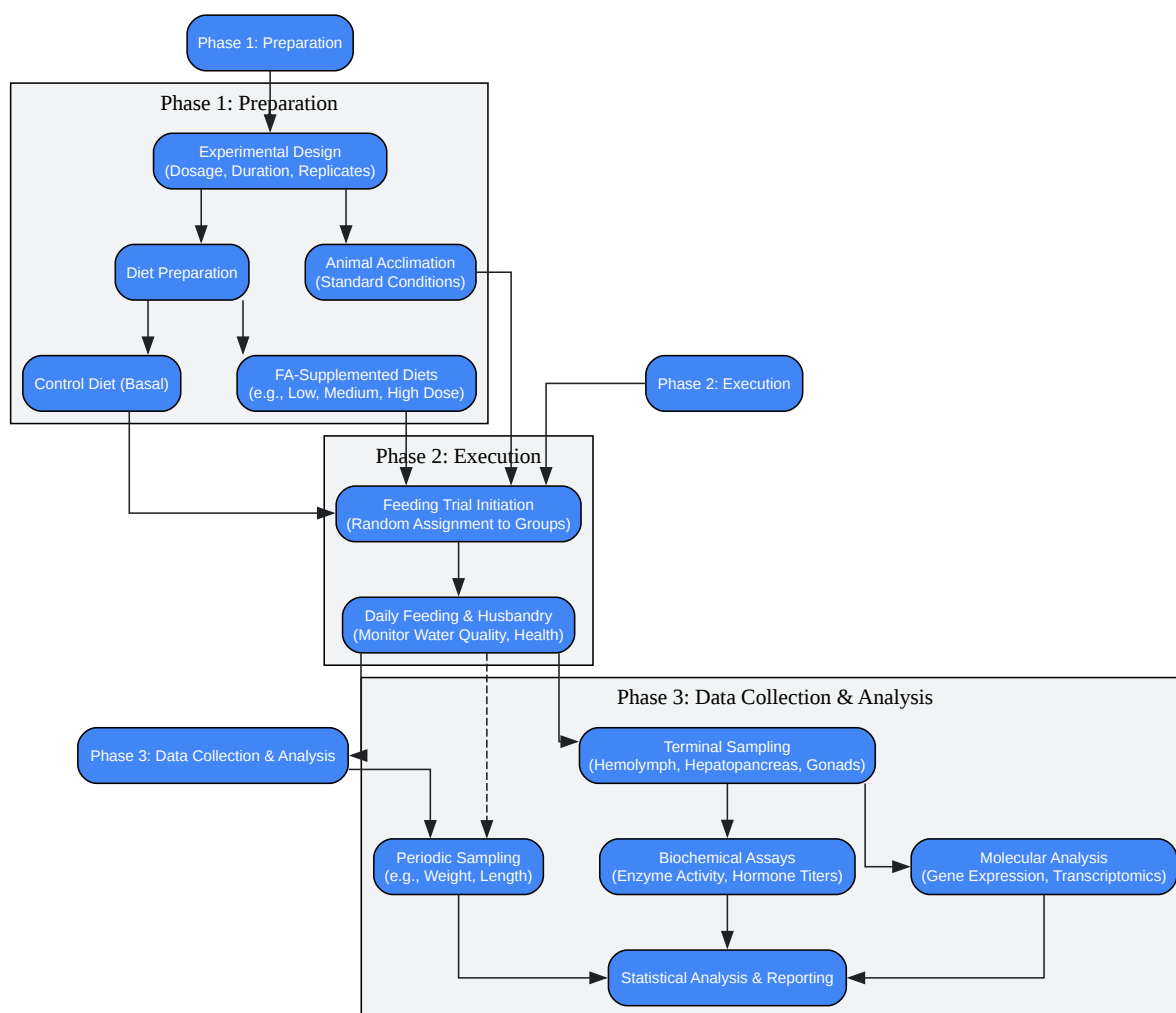 Phase 1: Preparation
Phase 1: Preparation
Experimental Design
(Dosage, Duration, Replicates)
Diet Preparation
Animal Acclimation
(Standard Conditions)
Control Diet (Basal)
FA-Supplemented Diets
(e.g., Low, Medium, High Dose)
Phase 2: Execution
Phase 2: Execution
Feeding Trial Initiation
(Random Assignment to Groups)
Daily Feeding & Husbandry
(Monitor Water Quality, Health)
Phase 3: Data Collection & Analysis
Phase 3: Data Collection & Analysis
Terminal Sampling
(Hemolymph, Hepatopancreas, Gonads)
Periodic Sampling
(e.g., Weight, Length)
Biochemical Assays
(Enzyme Activity, Hormone Titers)
Molecular Analysis
(Gene Expression, Transcriptomics)
Statistical Analysis & Reporting